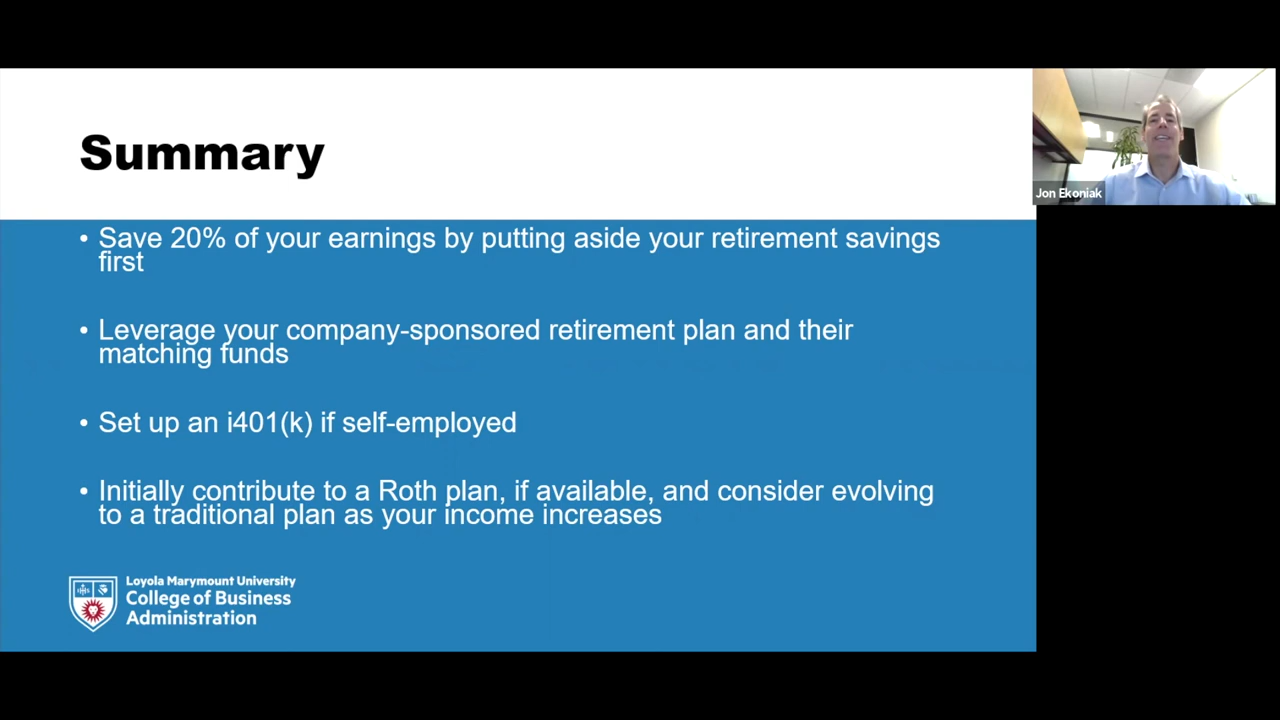 Summary
• Save 20% of your earnings by putting aside your retirement savings
first
• Leverage your company-sponsored retirement plan and their
matching funds
• Set up an i401(k) if self-employed
• Initially contribute to a Roth plan, if available, and consider evolving
to a traditional plan as your income increases
Loyola Marymount University
College of Business
Administration
Jon Ekoniak